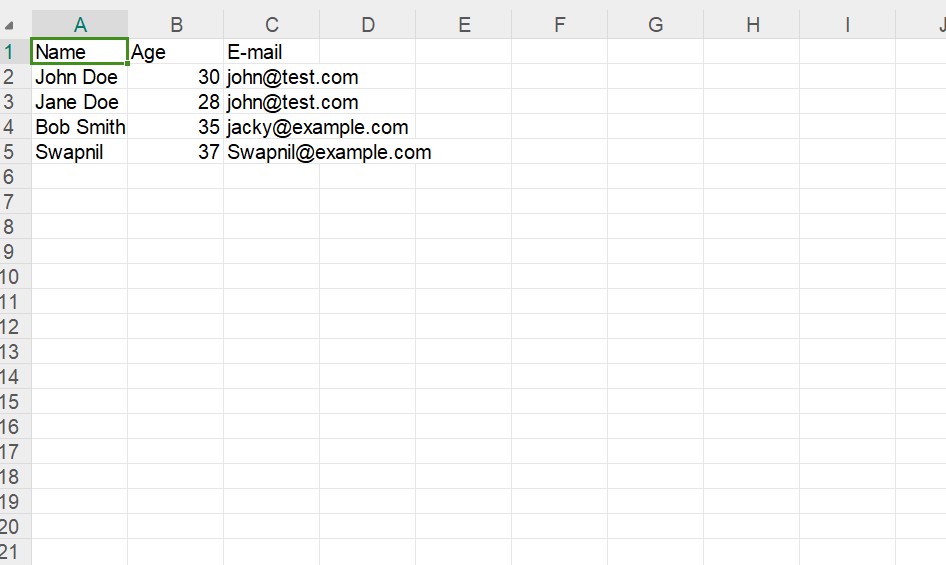 A B C D E F G H I J
1 Name Age E-mail
2 John Doe 30 john@test.com
3 Jane Doe 28 john@test.com
4 Bob Smith 35 jacky@example.com
5 Swapnil 37 Swapnil@example.com
6
7
8
9
10
11
12
13
14
15
16
17
18
19
20
21